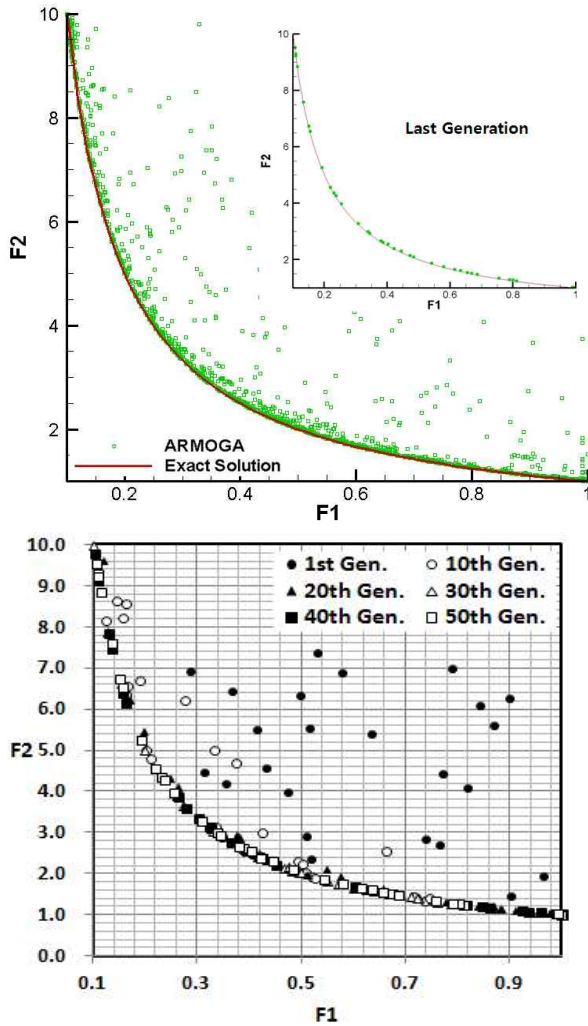 10
8
6
4
2
F2
0.2
0.4
0.6
0.8
1
F1
ARMOGA
Exact Solution
10
8
6
4
2
F2
Last Generation
0.2
0.4
0.6
0.8
1
F1
10.0
9.0
8.0
7.0
6.0
F2 5.0
4.0
3.0
2.0
1.0
0.0
0.1
0.3
0.5
0.7
0.9
F1
1st Gen.
10th Gen.
20th Gen.
30th Gen.
40th Gen.
50th Gen.